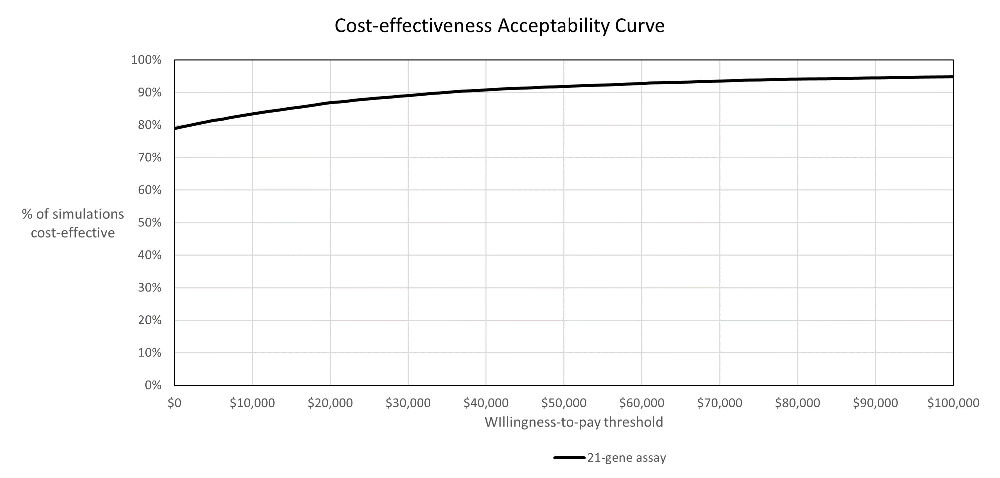 Cost-effectiveness Acceptability Curve
100%
90%
80%
70%
60%
50%
40%
30%
20%
10%
0%
% of simulations
cost-effective
$0 $10,000 $20,000 $30,000 $40,000 $50,000 $60,000 $70,000 $80,000 $90,000 $100,000
WIllingness-to-pay threshold
21-gene assay